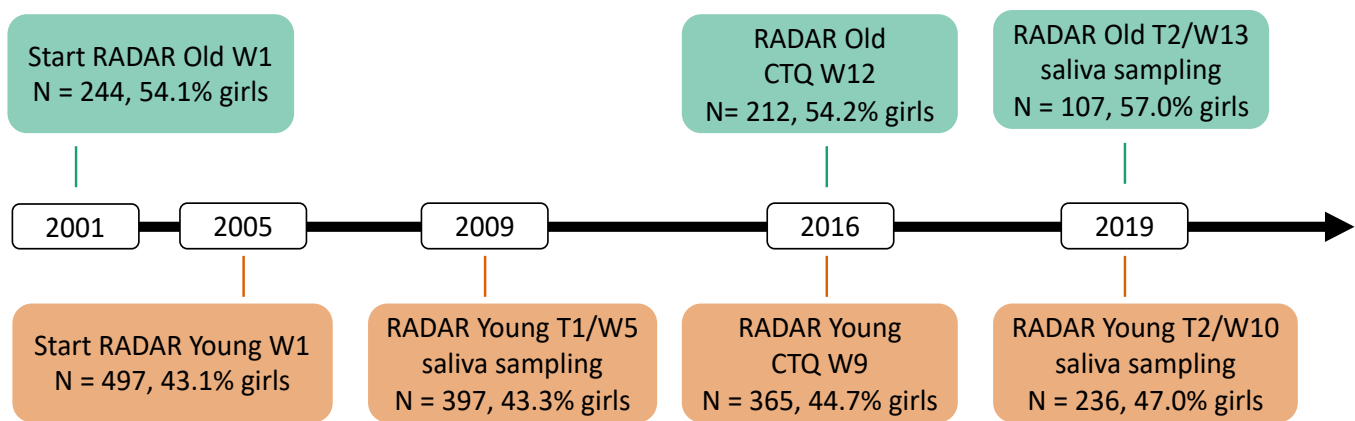 Start RADAR Old W1
N = 244, 54.1% girls
RADAR Old
CTQ W12
N= 212, 54.2% girls
RADAR Old T2/W13
saliva sampling
N = 107, 57.0% girls
2001
2005
2009
2016
2019
Start RADAR Young W1
N = 497, 43.1% girls
RADAR Young T1/W5
saliva sampling
N = 397, 43.3% girls
RADAR Young
CTQ W9
N = 365, 44.7% girls
RADAR Young T2/W10
saliva sampling
N = 236, 47.0% girls